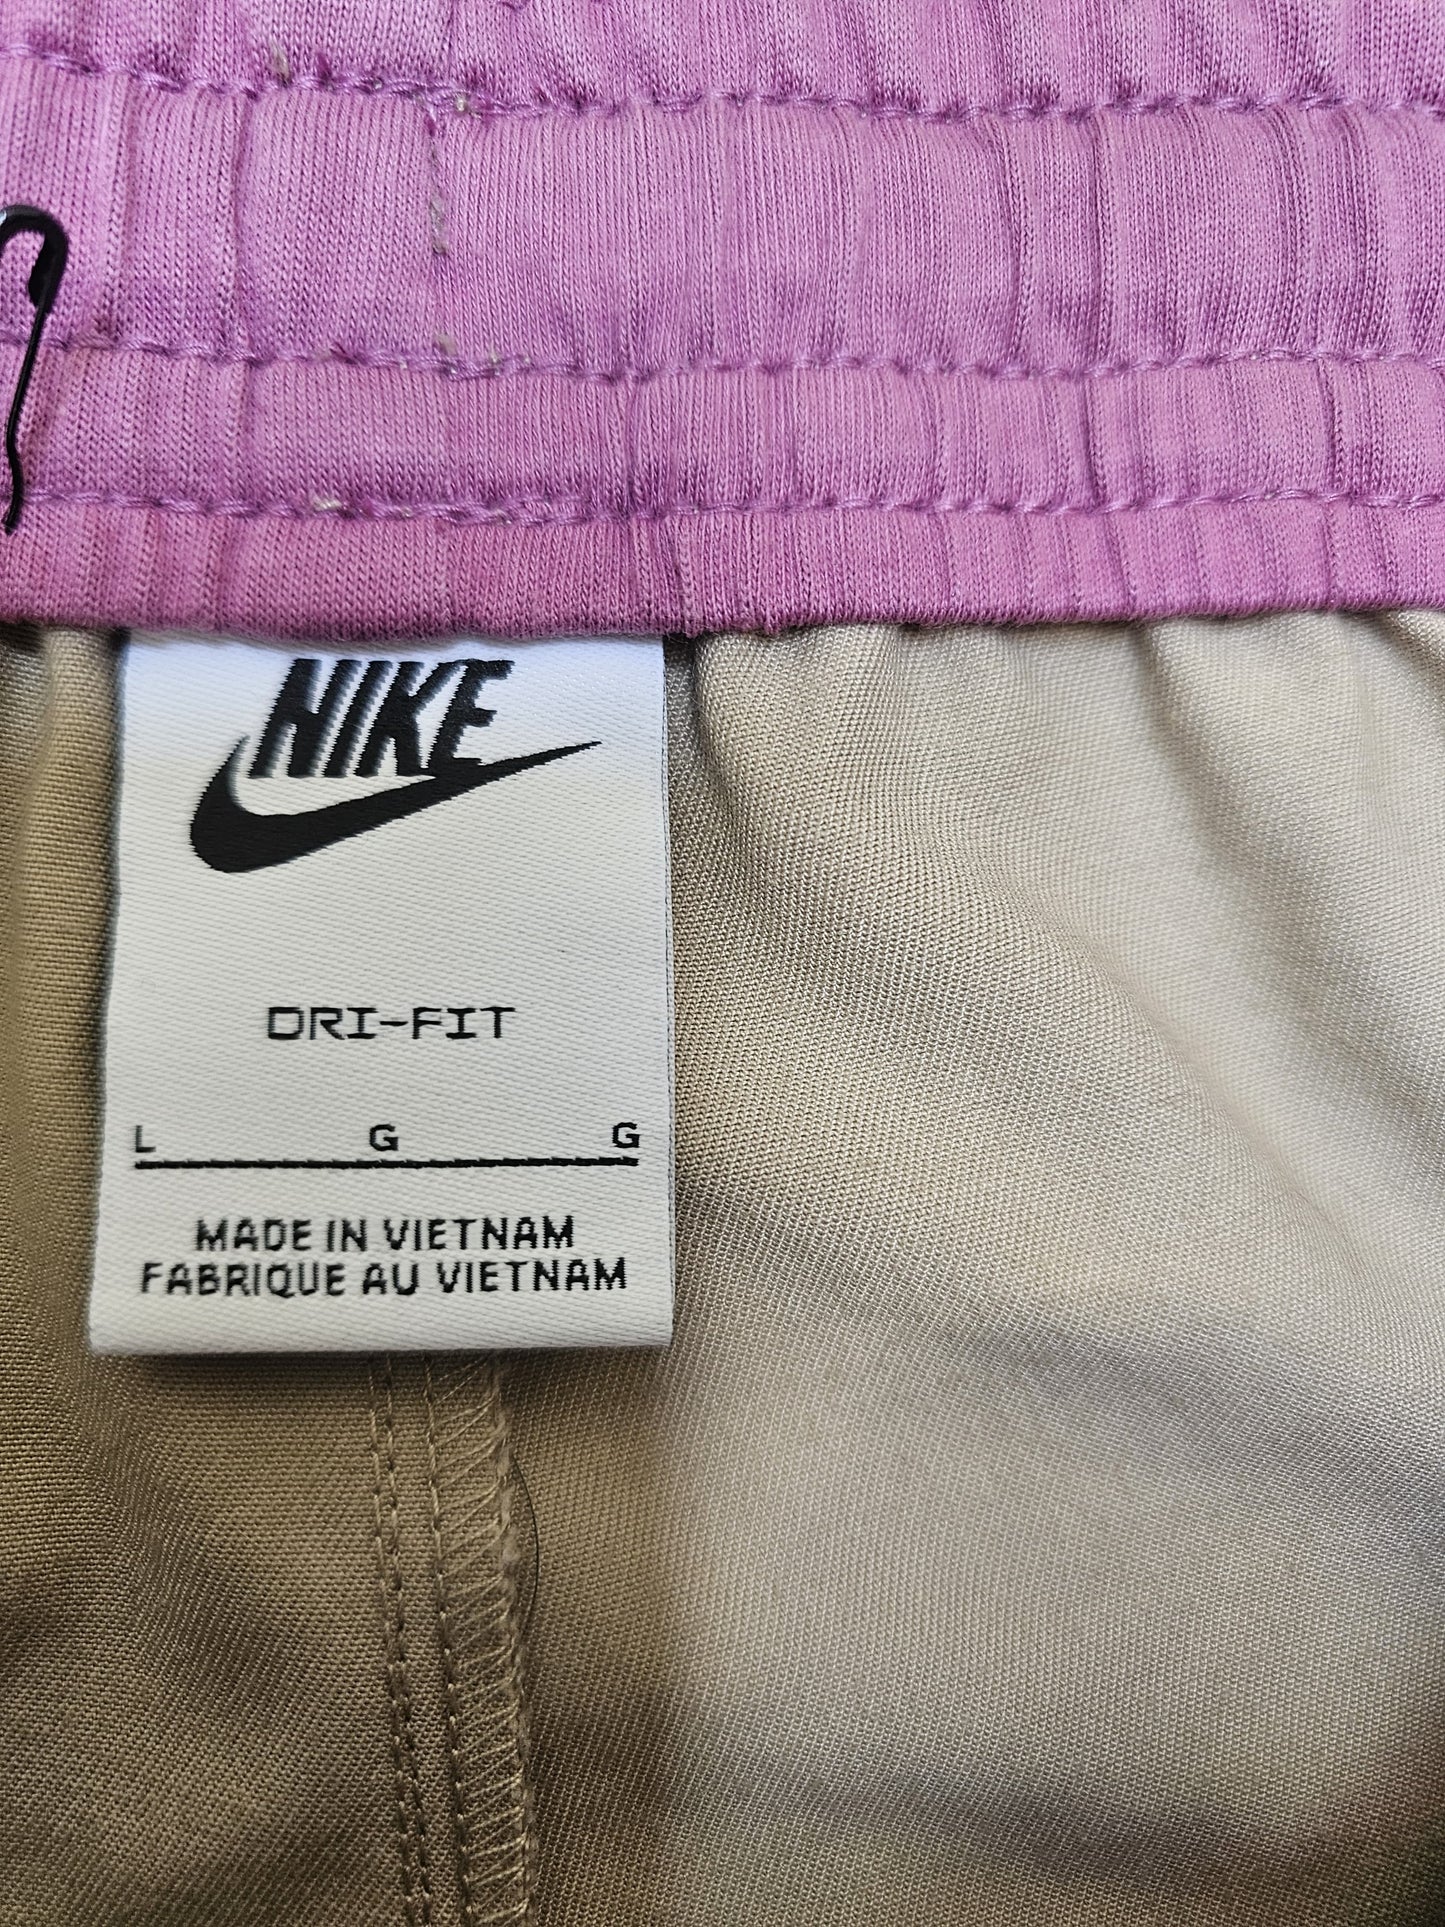 NIKE
DRI-FIT
L G G
MADE IN VIETNAM
FABRIQUE AU VIETNAM